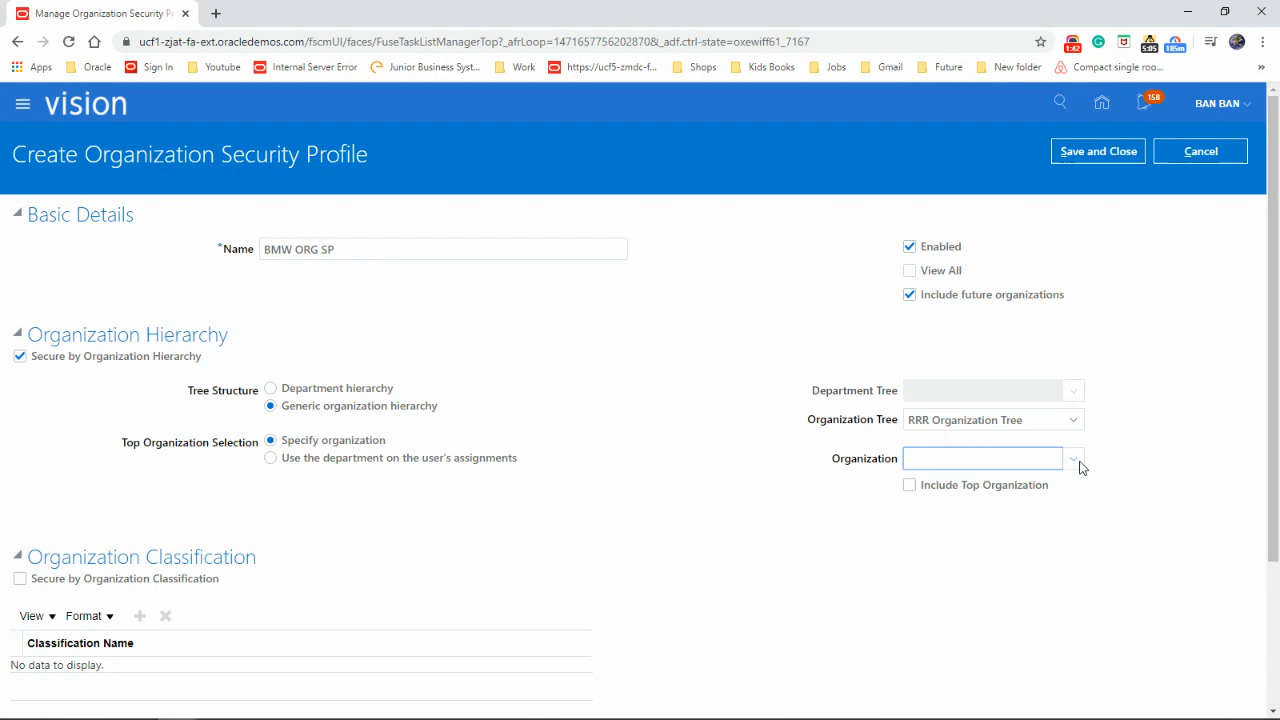 Manage Organization Security P
ucf1-zjat-fa-ext.oracledemos.com/fscmUI/faces/FuseTaskListManagerTop?_afrLoop=1471657756202870&_adf.ctrl-state=oxewiff61_7167
1:42
5:05
185m
Apps
Oracle
Sign In
Youtube
Internal Server Error
Junior Business Syst...
Work
https://ucf5-zmdc-f...
Shops
Kids Books
Jobs
Gmail
Future
New folder
Compact single roo...
vision
158
BAN BAN
Create Organization Security Profile
Save and Close
Cancel
Basic Details
*Name
BMW ORG SP
Enabled
View All
Include future organizations
Organization Hierarchy
Secure by Organization Hierarchy
Tree Structure
Department hierarchy
Generic organization hierarchy
Department Tree
Organization Tree
RRR Organization Tree
Top Organization Selection
Specify organization
Use the department on the user's assignments
Organization
Include Top Organization
Organization Classification
Secure by Organization Classification
View
Format
Classification Name
No data to display.